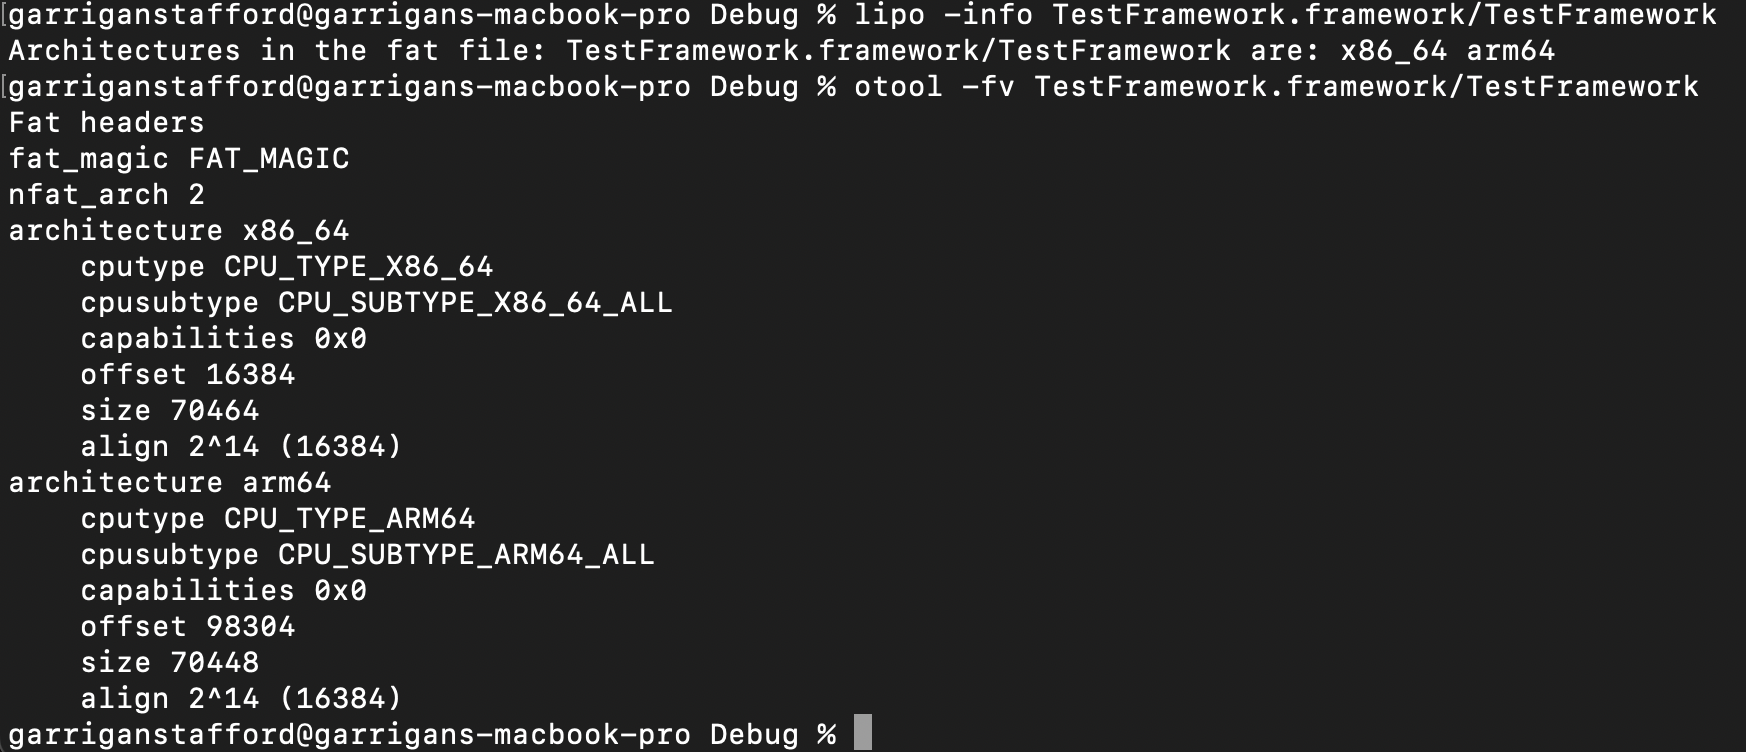 [garriganstafford@garrigans-macbook-pro Debug % lipo -info TestFramework.framework/TestFramework
Architectures in the fat file: TestFramework.framework/TestFramework are: x86_64 arm64
[garriganstafford@garrigans-macbook-pro Debug % otool -fv TestFramework.framework/TestFramework
Fat headers
fat_magic FAT_MAGIC
nfat_arch 2
architecture x86_64
    cputype CPU_TYPE_X86_64
    cpusubtype CPU_SUBTYPE_X86_64_ALL
    capabilities 0x0
    offset 16384
    size 70464
    align 2^14 (16384)
architecture arm64
    cputype CPU_TYPE_ARM64
    cpusubtype CPU_SUBTYPE_ARM64_ALL
    capabilities 0x0
    offset 98304
    size 70448
    align 2^14 (16384)
garriganstafford@garrigans-macbook-pro Debug %